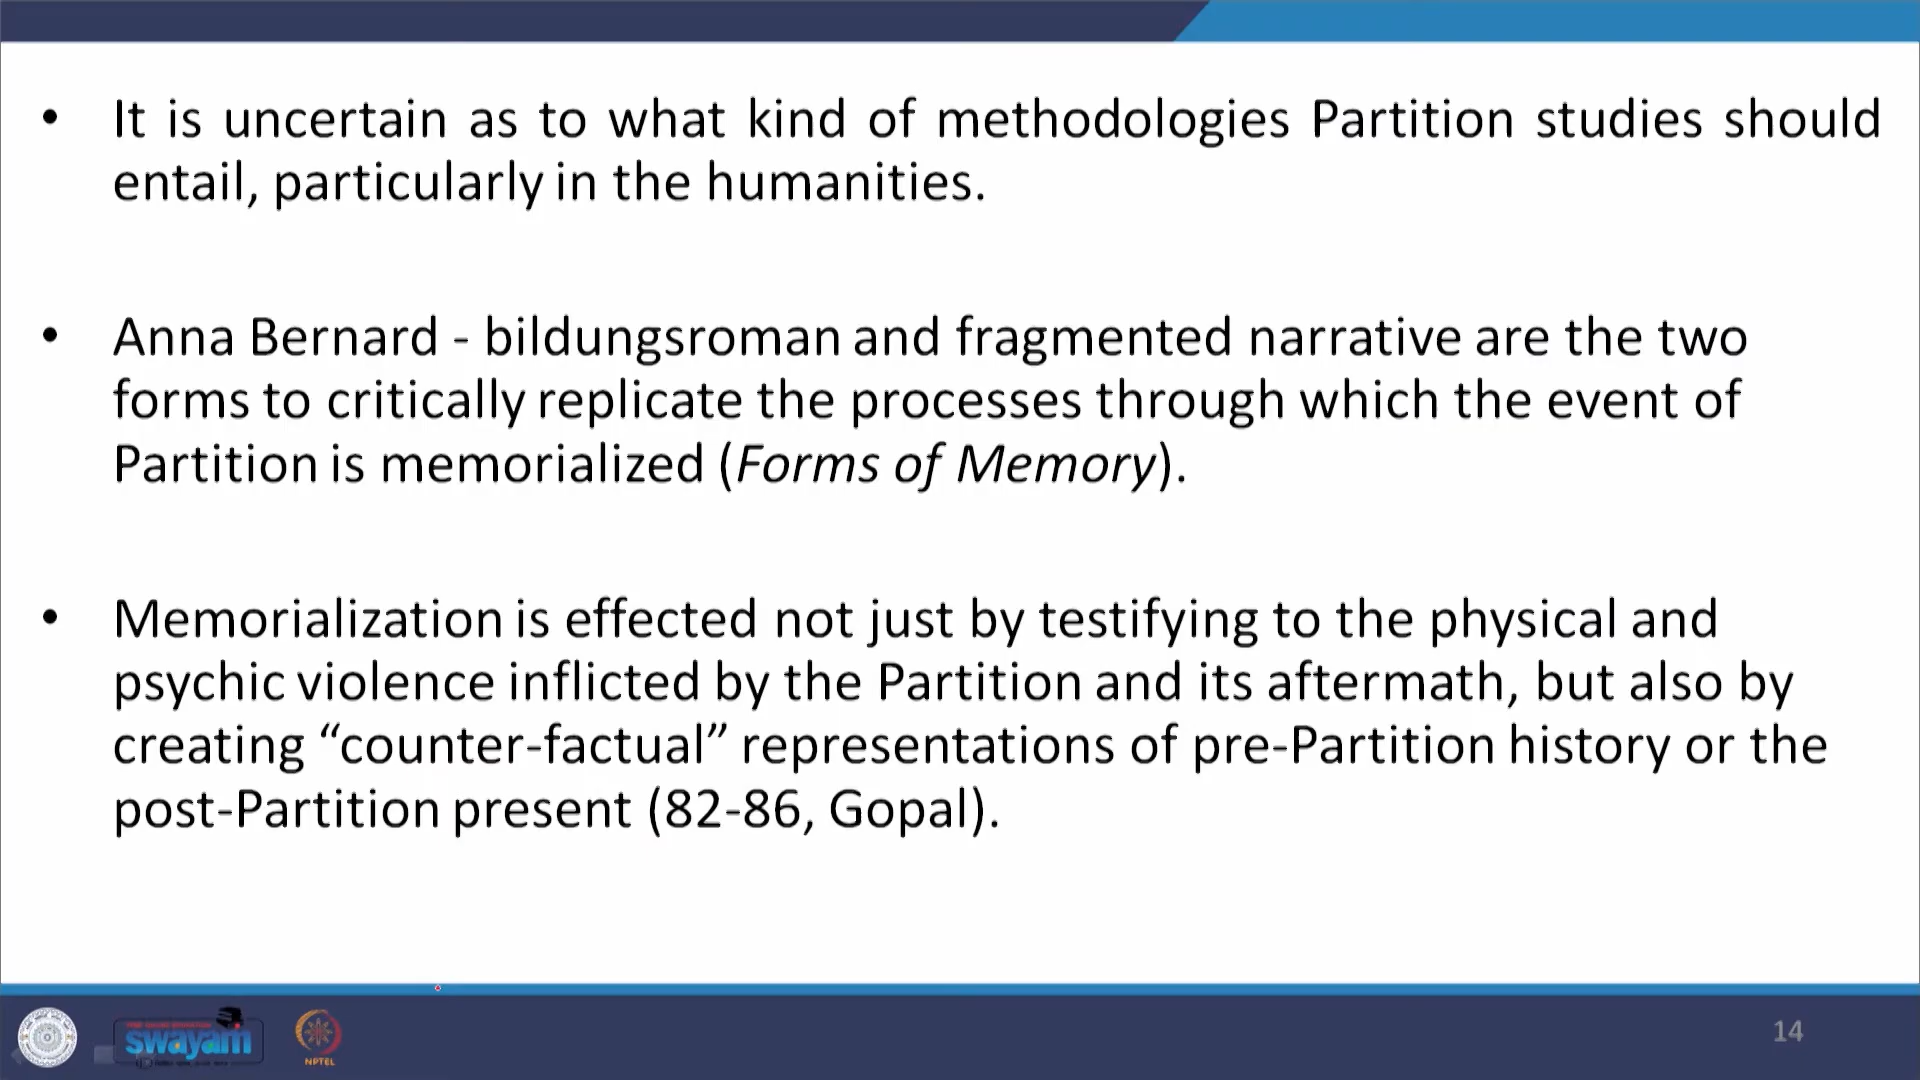 • It is uncertain as to what kind of methodologies Partition studies should
entail, particularly in the humanities.
• Anna Bernard - bildungsroman and fragmented narrative are the two
forms to critically replicate the processes through which the event of
Partition is memorialized (Forms of Memory).
• Memorialization is effected not just by testifying to the physical and
psychic violence inflicted by the Partition and its aftermath, but also by
creating “counter-factual” representations of pre-Partition history or the
post-Partition present (82-86, Gopal).
swayam
NPTEL
14